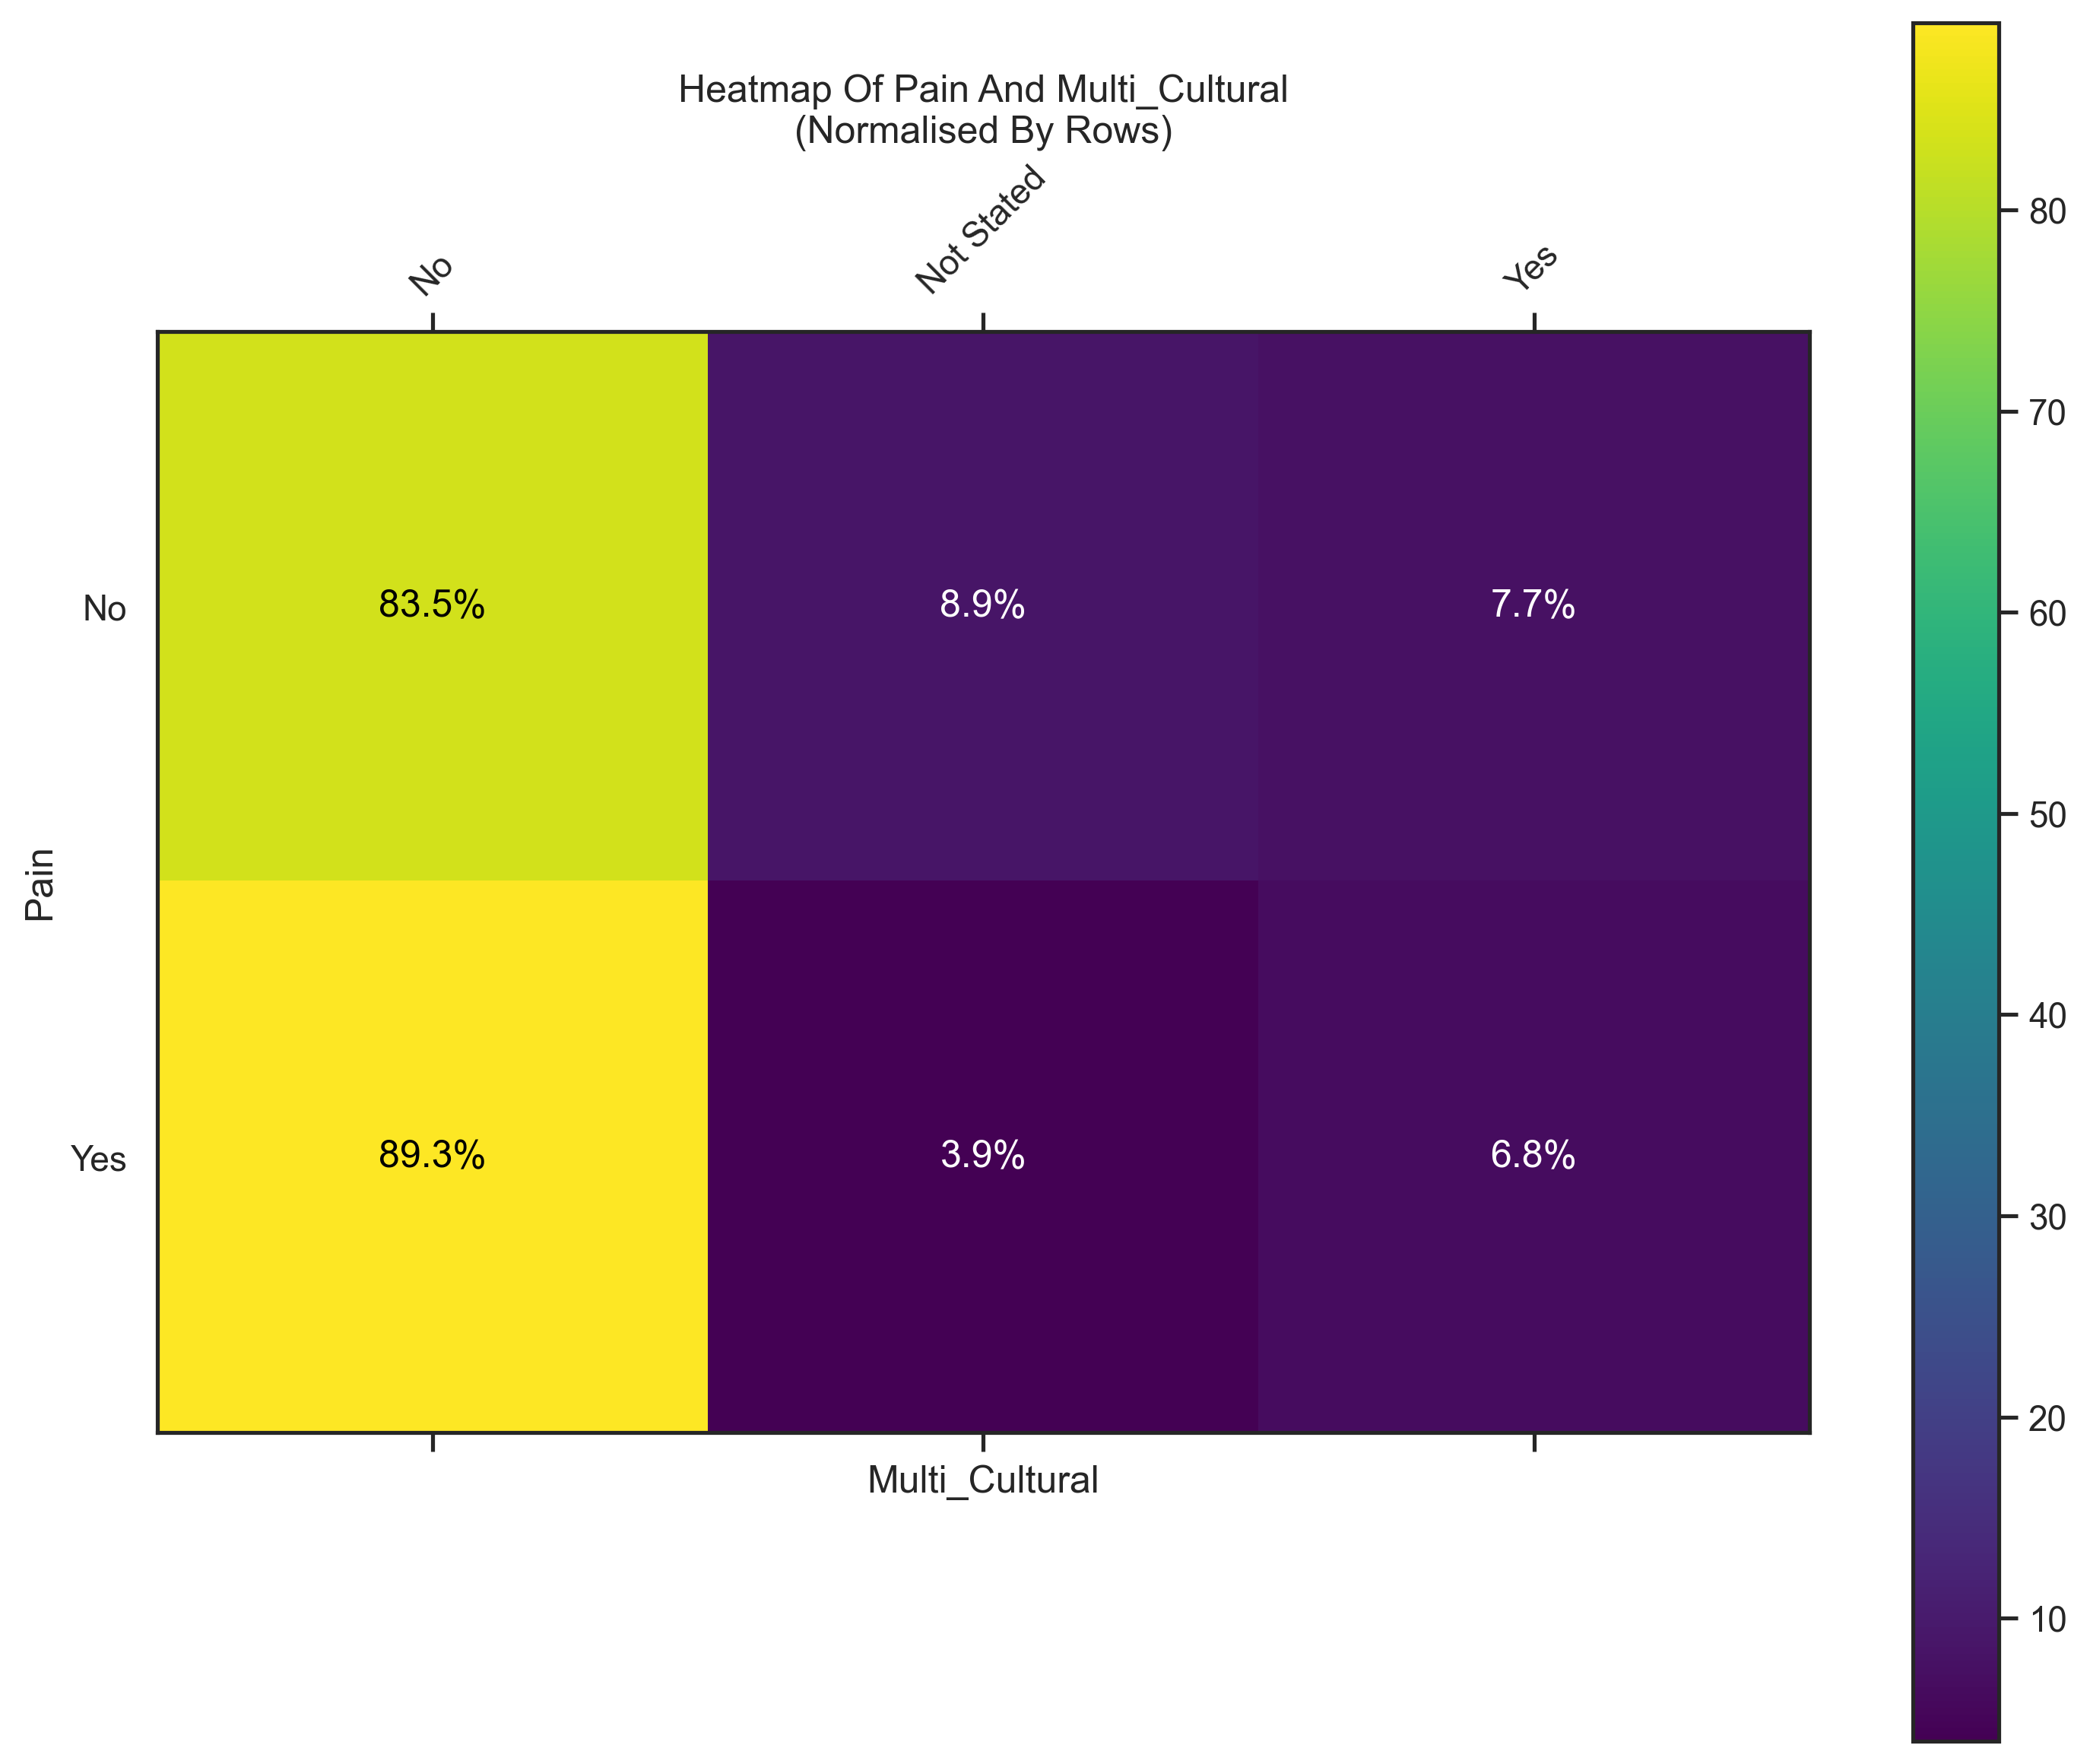 Heatmap Of Pain And Multi_Cultural
(Normalised By Rows)
No
Not Stated
Yes
No
83.5%
8.9%
7.7%
Pain
Yes
89.3%
3.9%
6.8%
Multi_Cultural
80
70
60
50
40
30
20
10